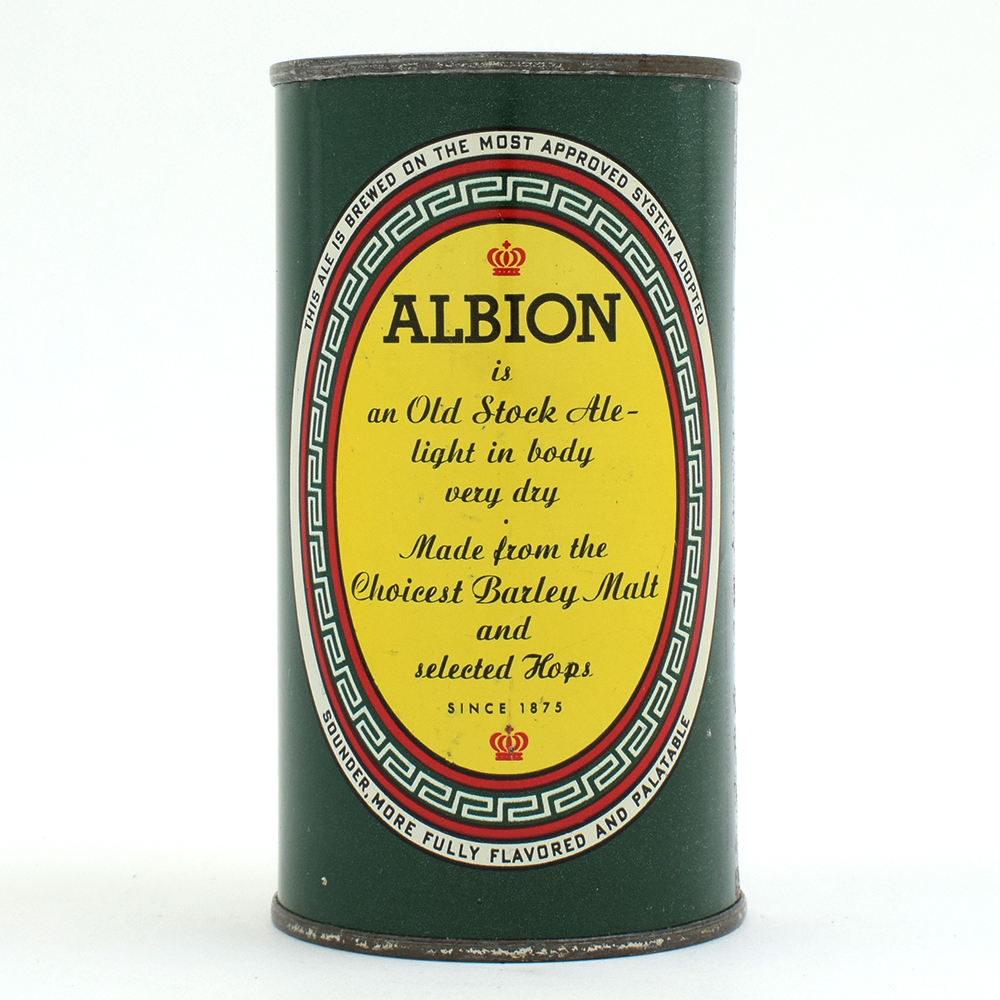 THIS ALE IS BREWED ON THE MOST APPROVED SYSTEM ADOPTED
ALBION
is
an Old Stock Ale-
light in body
very dry
·
Made from the
Choicest Barley Malt
and
selected Hops
SINCE 1875
SOUNDER, MORE FULLY FLAVORED AND PALATABLE